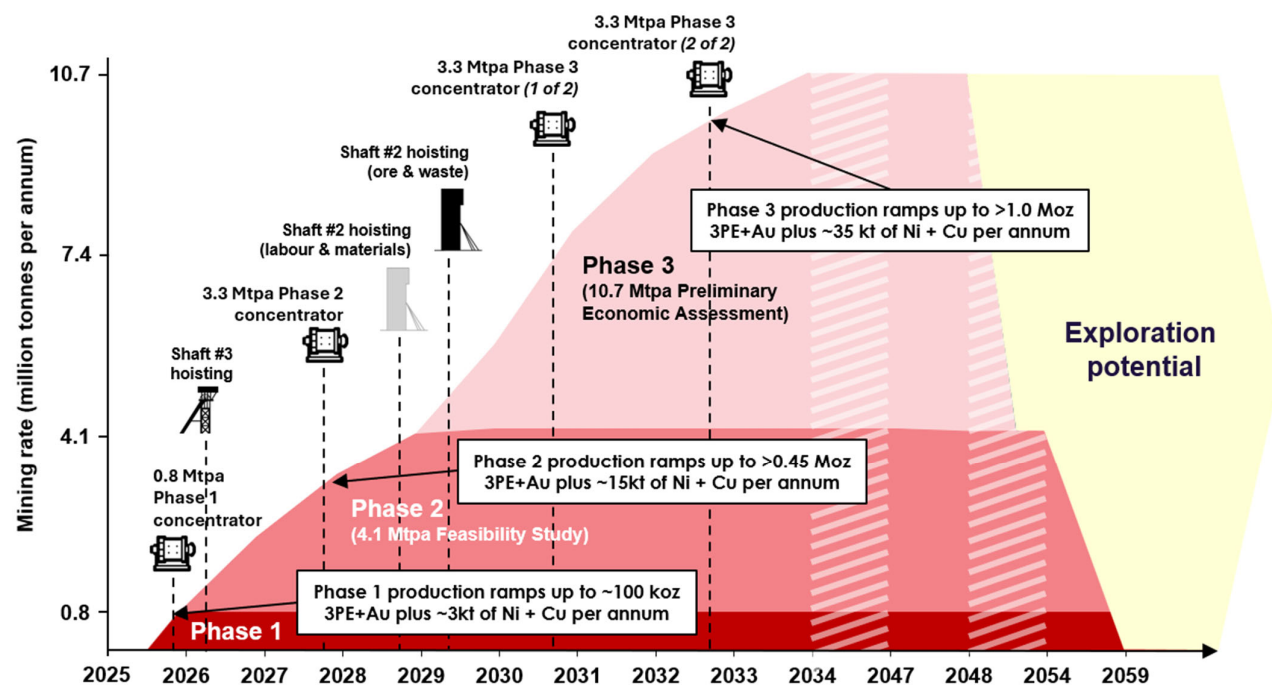 3.3 Mtpa Phase 3
concentrator (2 of 2)
10.7
3.3 Mtpa Phase 3
concentrator (1 of 2)
Shaft #2 hoisting
(ore & waste)
Phase 3 production ramps up to >1.0 Moz
3PE+Au plus ~35 kt of Ni + Cu per annum
Shaft #2 hoisting
(labour & materials)
7.4
Phase 3
(10.7 Mtpa Preliminary
Economic Assessment)
3.3 Mtpa Phase 2
concentrator
Exploration
potential
Shaft #3
hoisting
Mining rate (million tonnes per annum)
4.1
Phase 2 production ramps up to >0.45 Moz
3PE+Au plus ~15kt of Ni + Cu per annum
0.8 Mtpa
Phase 1
concentrator
Phase 2
(4.1 Mtpa Feasibility Study)
Phase 1 production ramps up to ~100 koz
3PE+Au plus ~3kt of Ni + Cu per annum
0.8
Phase 1
2025 2026 2027 2028 2029 2030 2031 2032 2033 2034 2047 2048 2054 2059